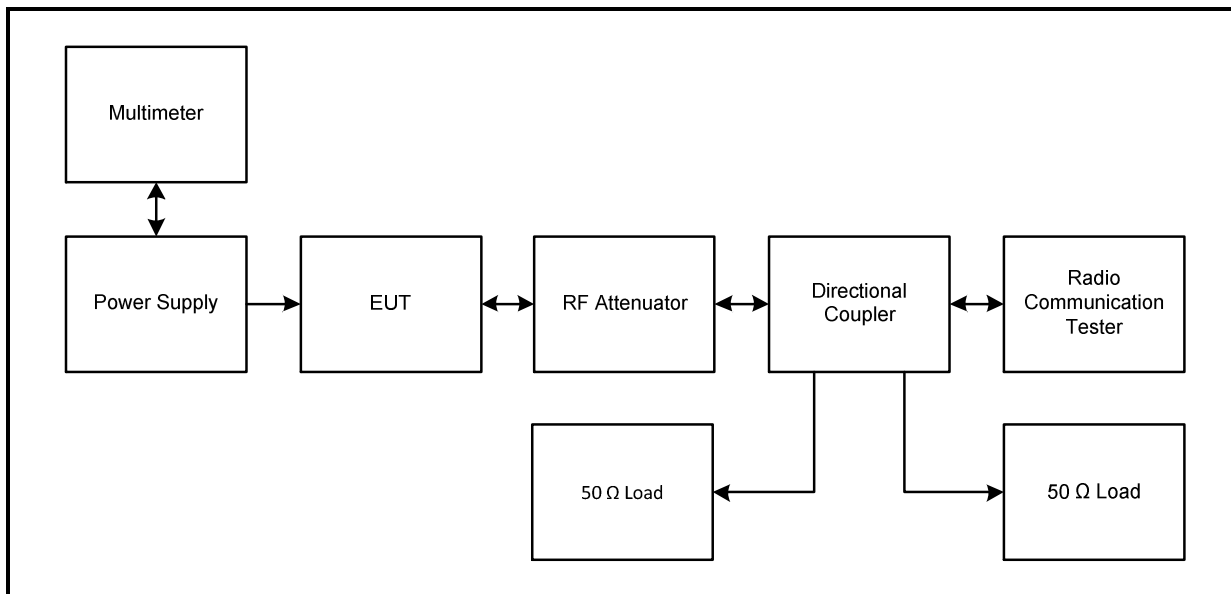 Multimeter
Power Supply
EUT
RF Attenuator
Directional
Coupler
Radio
Communication
Tester
50 Ω Load
50 Ω Load